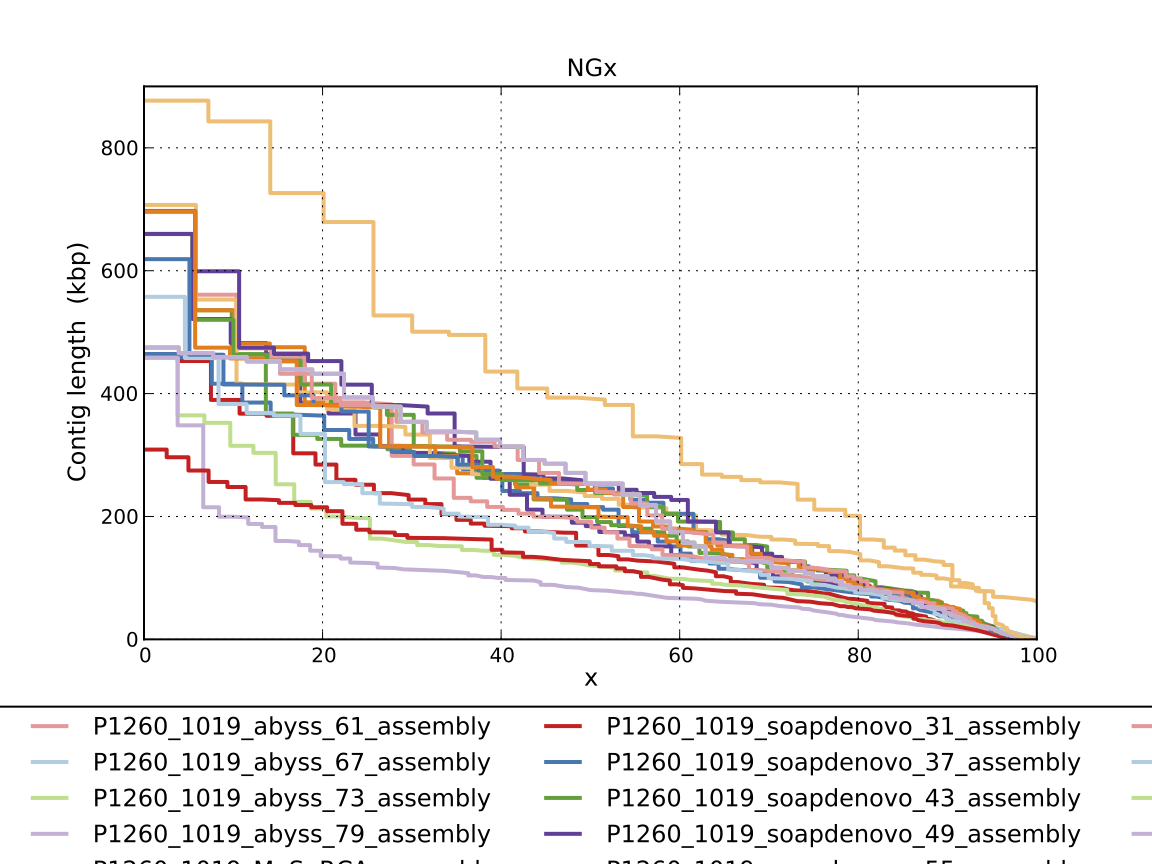 NGx
Contig length (kbp)
800
600
400
200
0
0 20 40 60 80 100
x
P1260_1019_abyss_61_assembly P1260_1019_soapdenovo_31_assembly
P1260_1019_abyss_67_assembly P1260_1019_soapdenovo_37_assembly
P1260_1019_abyss_73_assembly P1260_1019_soapdenovo_43_assembly
P1260_1019_abyss_79_assembly P1260_1019_soapdenovo_49_assembly